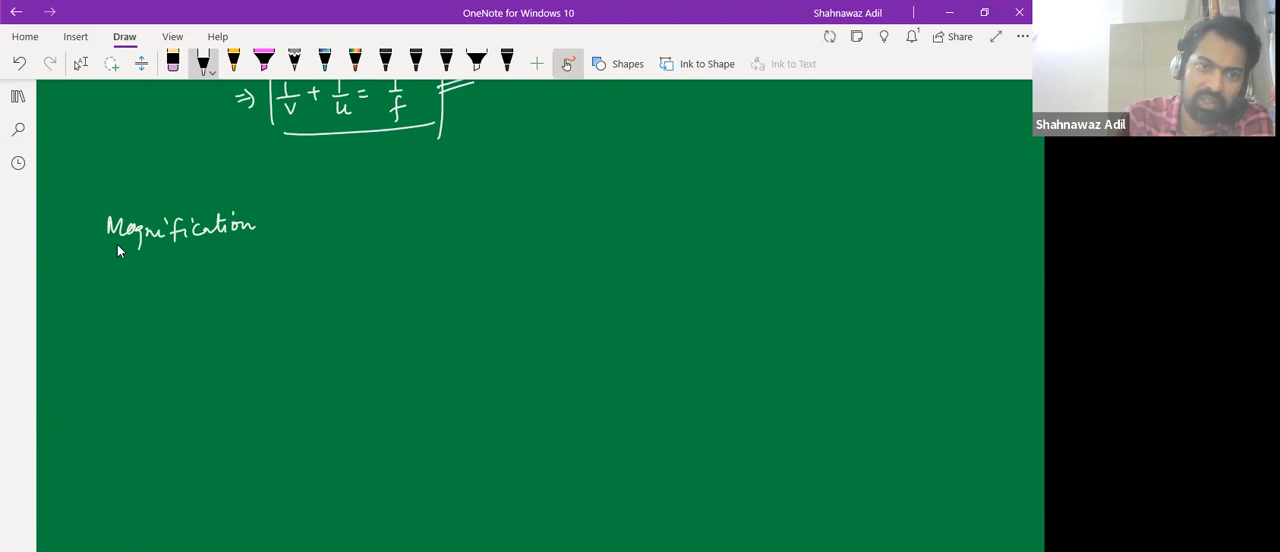 OneNote for Windows 10
Shahnawaz Adil
Home Insert Draw View Help
Share
Shapes
Ink to Shape
Ink to Text
⇒ 1/v + 1/u = 1/f
Magnification
Shahnawaz Adil